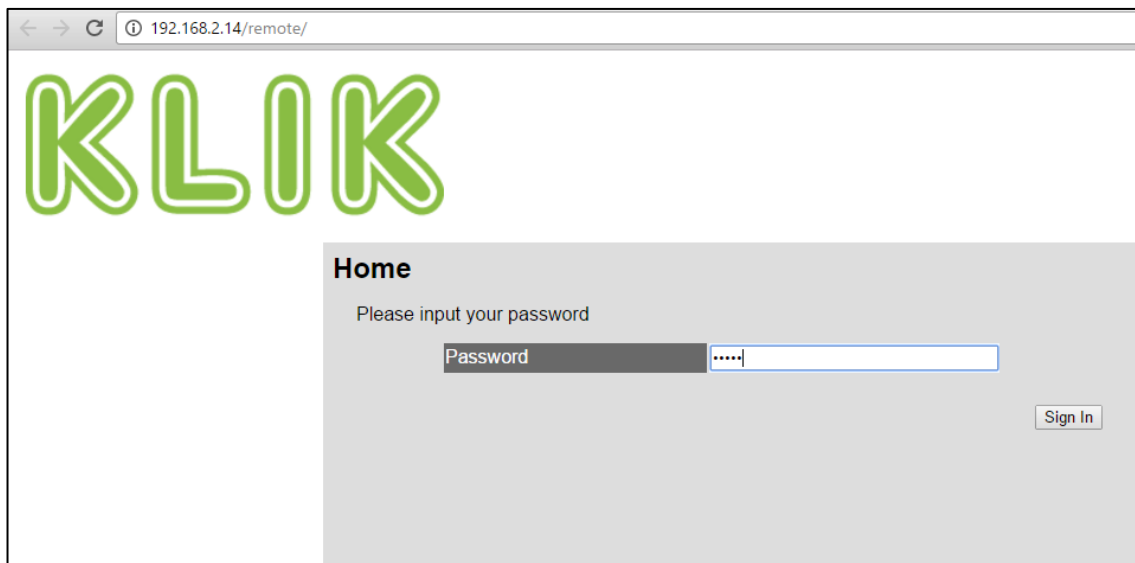 192.168.2.14/remote/
KLIK
Home
Please input your password
Password •••••
Sign In